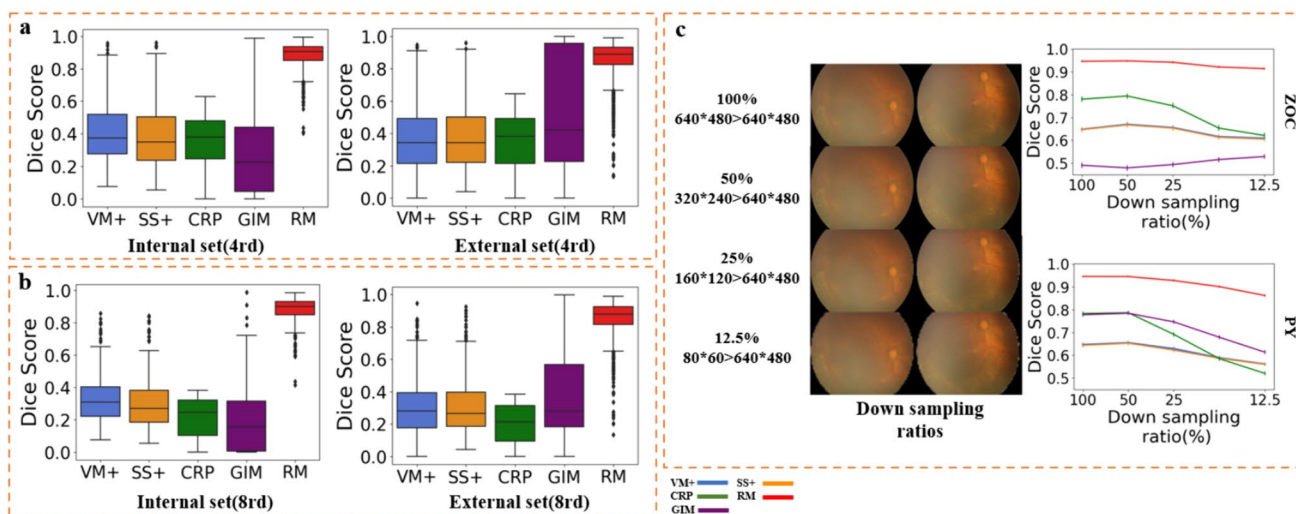 a
Dice Score
1.0
0.8
0.6
0.4
0.2
0.0
VM+ SS+ CRP GIM RM
Internal set(4rd)
Dice Score
1.0
0.8
0.6
0.4
0.2
0.0
VM+ SS+ CRP GIM RM
External set(4rd)
b
Dice Score
1.0
0.8
0.6
0.4
0.2
0.0
VM+ SS+ CRP GIM RM
Internal set(8rd)
Dice Score
1.0
0.8
0.6
0.4
0.2
0.0
VM+ SS+ CRP GIM RM
External set(8rd)
c
100%
640*480>640*480
50%
320*240>640*480
25%
160*120>640*480
12.5%
80*60>640*480
Down sampling
ratios
Dice Score
1.0
0.9
0.8
0.7
0.6
0.5
100 50 25 12.5
Down sampling
ratio(%)
ZOC
Dice Score
1.0
0.9
0.8
0.7
0.6
0.5
100 50 25 12.5
Down sampling
ratio(%)
PY
VM+ SS+
CRP RM
GIM